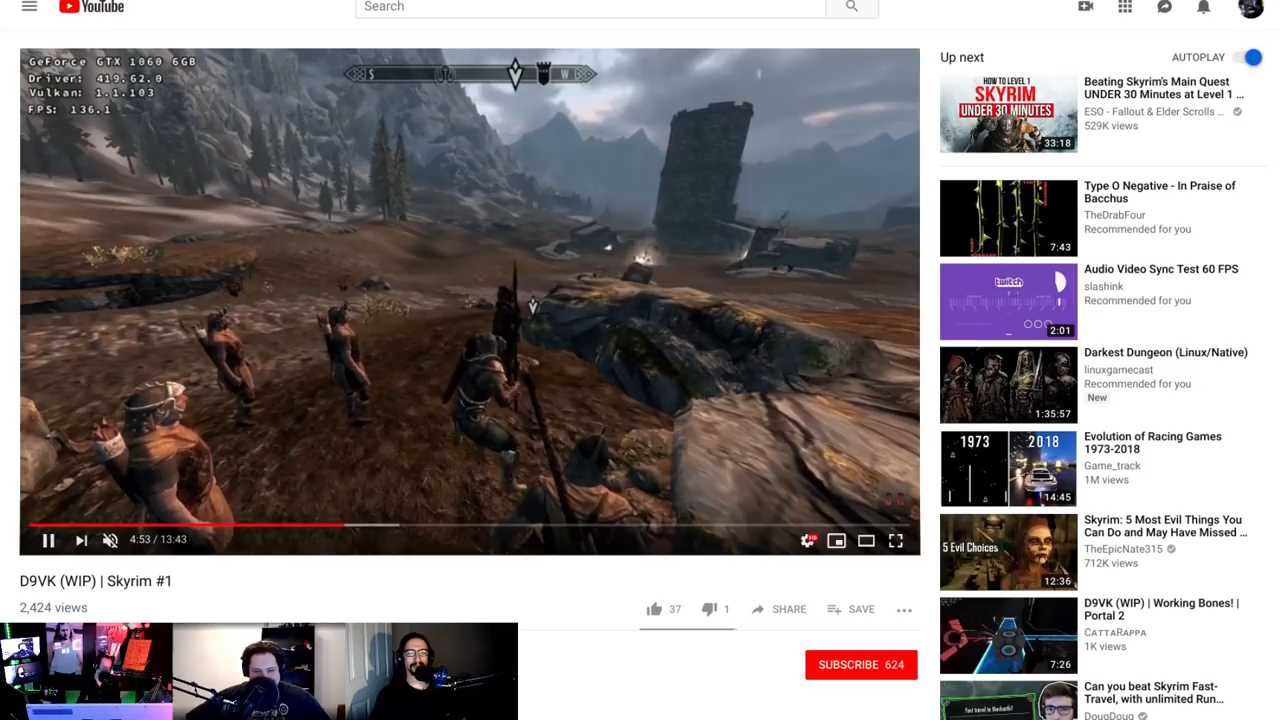 YouTube
Search
GeForce GTX 1060 6GB
Driver: 419.62.0
Vulkan: 1.1.103
FPS: 136.1
S
W
4:53 / 13:43
HD
D9VK (WIP) | Skyrim #1
2,424 views
37
1
SHARE
SAVE
SUBSCRIBE 624
Up next
AUTOPLAY
HOW TO LEVEL 1
SKYRIM
UNDER 30 MINUTES
33:18
Beating Skyrim's Main Quest
UNDER 30 Minutes at Level 1 ...
ESO - Fallout & Elder Scrolls ...
529K views
7:43
Type O Negative - In Praise of
Bacchus
TheDrabFour
Recommended for you
twitch
2:01
Audio Video Sync Test 60 FPS
slashink
Recommended for you
1:35:57
Darkest Dungeon (Linux/Native)
linuxgamecast
Recommended for you
New
1973
2018
14:45
Evolution of Racing Games
1973-2018
Game_track
1M views
5 Evil Choices
12:36
Skyrim: 5 Most Evil Things You
Can Do and May Have Missed ...
TheEpicNate315
712K views
7:26
D9VK (WIP) | Working Bones! |
Portal 2
CATTARAPPA
1K views
Can you beat Skyrim Fast-
Travel, with unlimited Run...
DougDoug